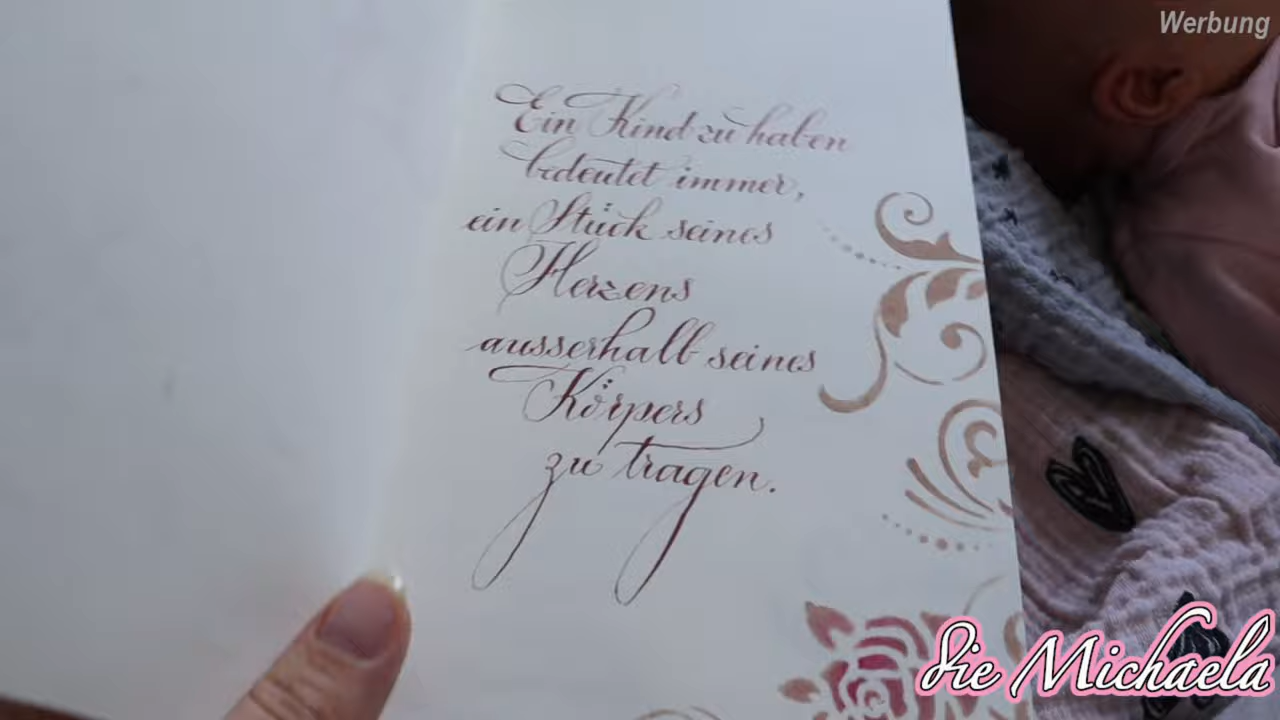 Werbung
Ein Kind zu haben
bedeutet immer,
ein Stück seines
Herzens
ausserhalb seines
Körpers
zu tragen.
die Michaela